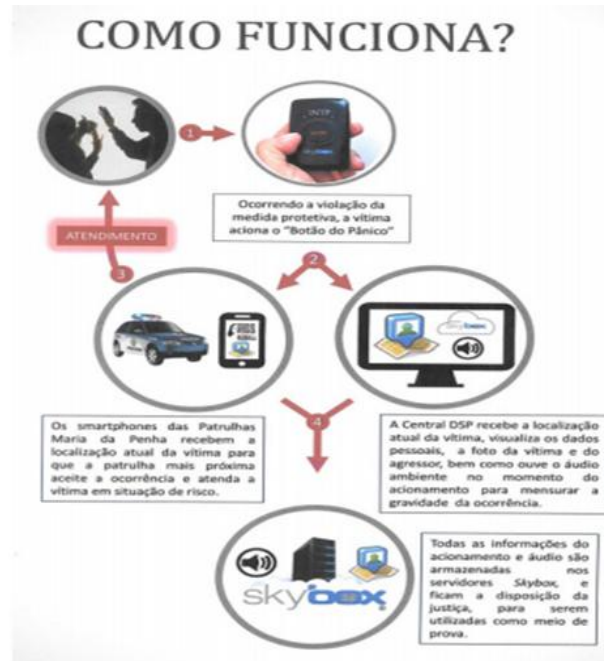 COMO FUNCIONA?
1
INTP
Ocorrendo a violação da
medida protetiva, a vítima
aciona o "Botão do Pânico"
ATENDIMENTO
2
3
skybox
Os smartphones das Patrulhas
Maria da Penha recebem a
localização atual da vítima para
que a patrulha mais próxima
aceite a ocorrência e atenda a
vítima em situação de risco.
4
A Central DSP recebe a localização
atual da vítima, visualiza os dados
pessoais, a foto da vítima e do
agressor, bem como ouve o áudio
ambiente no momento do
acionamento para mensurar a
gravidade da ocorrência.
Todas as informações do
acionamento e áudio são
armazenadas nos
servidores Skybox, e
ficam a disposição da
justiça, para serem
utilizadas como meio de
prova.
skybox